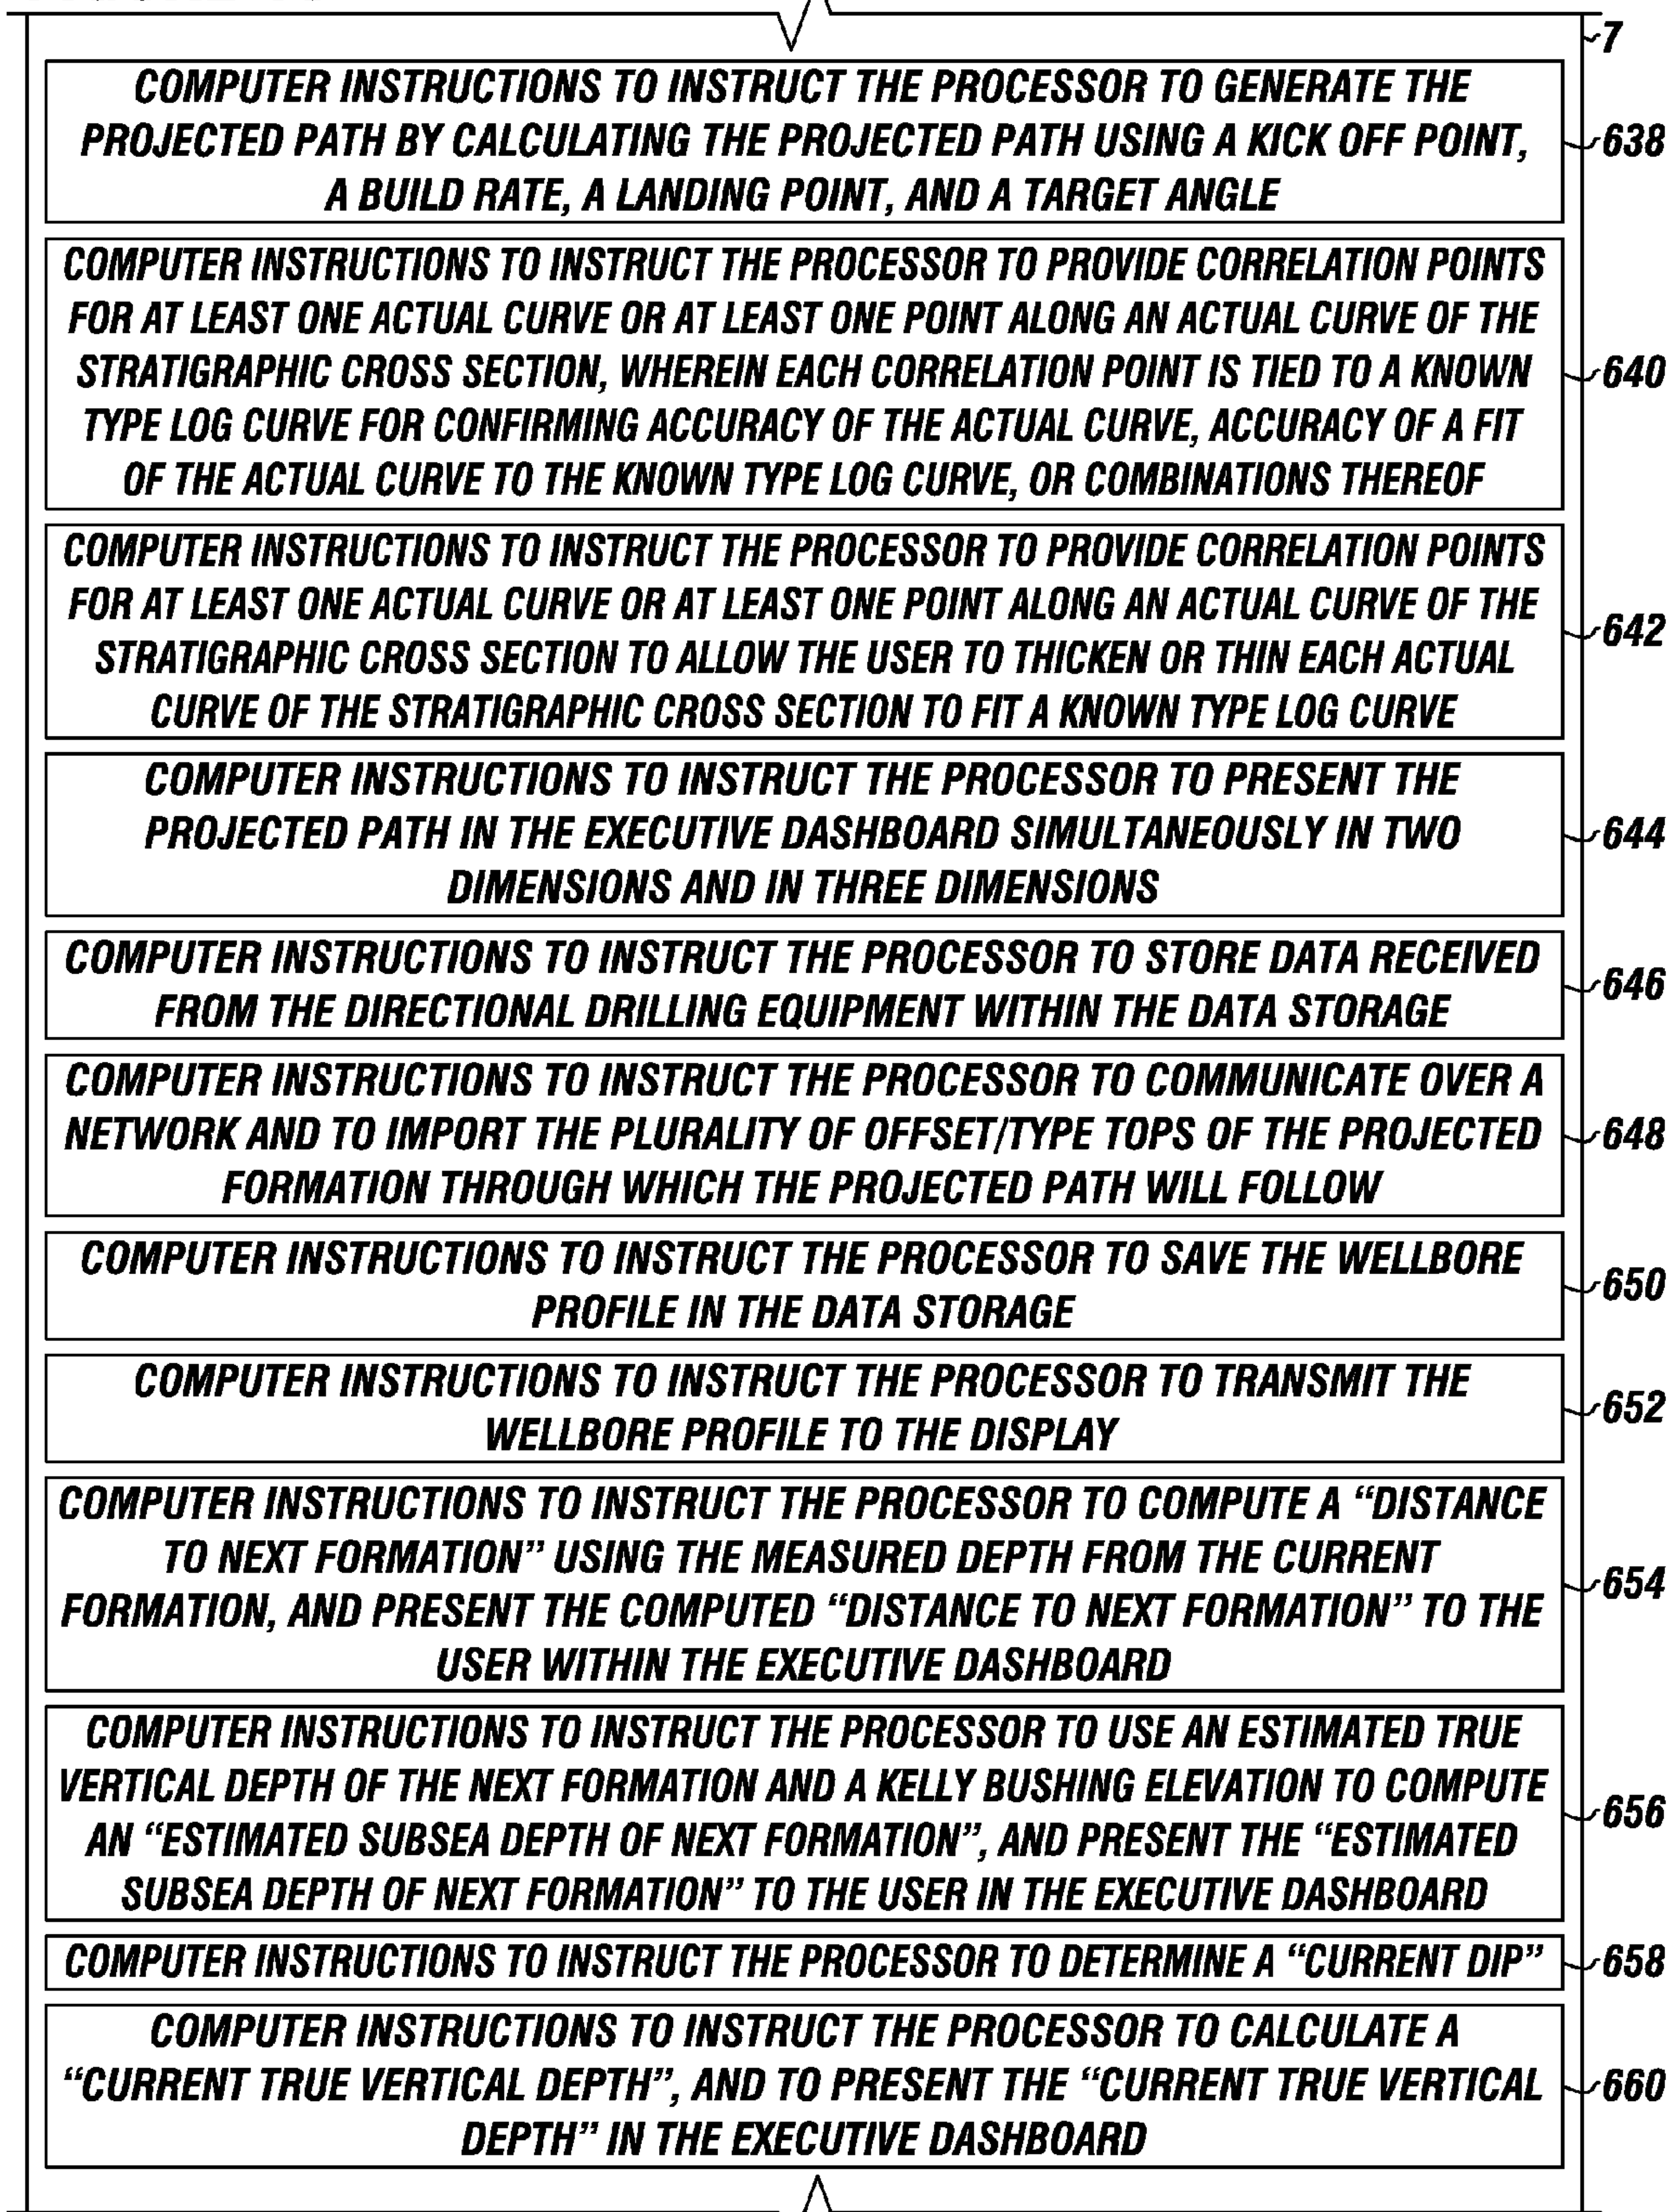 7
COMPUTER INSTRUCTIONS TO INSTRUCT THE PROCESSOR TO GENERATE THE
PROJECTED PATH BY CALCULATING THE PROJECTED PATH USING A KICK OFF POINT,
A BUILD RATE, A LANDING POINT, AND A TARGET ANGLE
638
COMPUTER INSTRUCTIONS TO INSTRUCT THE PROCESSOR TO PROVIDE CORRELATION POINTS
FOR AT LEAST ONE ACTUAL CURVE OR AT LEAST ONE POINT ALONG AN ACTUAL CURVE OF THE
STRATIGRAPHIC CROSS SECTION, WHEREIN EACH CORRELATION POINT IS TIED TO A KNOWN
TYPE LOG CURVE FOR CONFIRMING ACCURACY OF THE ACTUAL CURVE, ACCURACY OF A FIT
OF THE ACTUAL CURVE TO THE KNOWN TYPE LOG CURVE, OR COMBINATIONS THEREOF
640
COMPUTER INSTRUCTIONS TO INSTRUCT THE PROCESSOR TO PROVIDE CORRELATION POINTS
FOR AT LEAST ONE ACTUAL CURVE OR AT LEAST ONE POINT ALONG AN ACTUAL CURVE OF THE
STRATIGRAPHIC CROSS SECTION TO ALLOW THE USER TO THICKEN OR THIN EACH ACTUAL
CURVE OF THE STRATIGRAPHIC CROSS SECTION TO FIT A KNOWN TYPE LOG CURVE
642
COMPUTER INSTRUCTIONS TO INSTRUCT THE PROCESSOR TO PRESENT THE
PROJECTED PATH IN THE EXECUTIVE DASHBOARD SIMULTANEOUSLY IN TWO
DIMENSIONS AND IN THREE DIMENSIONS
644
COMPUTER INSTRUCTIONS TO INSTRUCT THE PROCESSOR TO STORE DATA RECEIVED
FROM THE DIRECTIONAL DRILLING EQUIPMENT WITHIN THE DATA STORAGE
646
COMPUTER INSTRUCTIONS TO INSTRUCT THE PROCESSOR TO COMMUNICATE OVER A
NETWORK AND TO IMPORT THE PLURALITY OF OFFSET/TYPE TOPS OF THE PROJECTED
FORMATION THROUGH WHICH THE PROJECTED PATH WILL FOLLOW
648
COMPUTER INSTRUCTIONS TO INSTRUCT THE PROCESSOR TO SAVE THE WELLBORE
PROFILE IN THE DATA STORAGE
650
COMPUTER INSTRUCTIONS TO INSTRUCT THE PROCESSOR TO TRANSMIT THE
WELLBORE PROFILE TO THE DISPLAY
652
COMPUTER INSTRUCTIONS TO INSTRUCT THE PROCESSOR TO COMPUTE A “DISTANCE
TO NEXT FORMATION” USING THE MEASURED DEPTH FROM THE CURRENT
FORMATION, AND PRESENT THE COMPUTED “DISTANCE TO NEXT FORMATION” TO THE
USER WITHIN THE EXECUTIVE DASHBOARD
654
COMPUTER INSTRUCTIONS TO INSTRUCT THE PROCESSOR TO USE AN ESTIMATED TRUE
VERTICAL DEPTH OF THE NEXT FORMATION AND A KELLY BUSHING ELEVATION TO COMPUTE
AN “ESTIMATED SUBSEA DEPTH OF NEXT FORMATION”, AND PRESENT THE “ESTIMATED
SUBSEA DEPTH OF NEXT FORMATION” TO THE USER IN THE EXECUTIVE DASHBOARD
656
COMPUTER INSTRUCTIONS TO INSTRUCT THE PROCESSOR TO DETERMINE A “CURRENT DIP”
658
COMPUTER INSTRUCTIONS TO INSTRUCT THE PROCESSOR TO CALCULATE A
“CURRENT TRUE VERTICAL DEPTH”, AND TO PRESENT THE “CURRENT TRUE VERTICAL
DEPTH” IN THE EXECUTIVE DASHBOARD
660